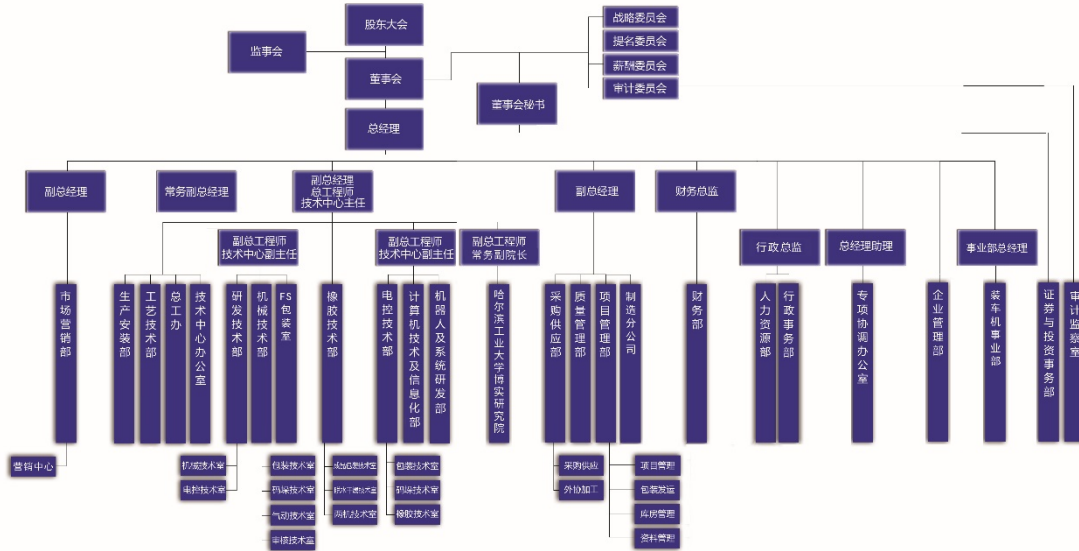 股东大会
监事会
董事会
总经理
战略委员会
提名委员会
薪酬委员会
审计委员会
董事会秘书
副总经理
常务副总经理
副总经理
总工程师
技术中心主任
副总经理
财务总监
副总工程师
技术中心副主任
副总工程师
技术中心副主任
副总工程师
常务副院长
行政总监
总经理助理
事业部总经理
市场营销部
生产安装部
工艺技术部
总工办
技术中心办公室
研发技术部
机械技术部
FS包装室
橡胶技术部
电控技术部
计算机技术及信息化部
机器人及系统研发部
哈尔滨工业大学博实研究院
采购供应部
质量管理部
项目管理部
制造分公司
财务部
人力资源部
行政事务部
专项协调办公室
企业管理部
装车机事业部
证券与投资事务部
审计监察室
营销中心
机械技术室
电控技术室
包装技术室
码垛技术室
气动技术室
审核技术室
两机技术室
包装技术室
码垛技术室
橡胶技术室
采购供应
外协加工
项目管理
包装发运
库房管理
资料管理